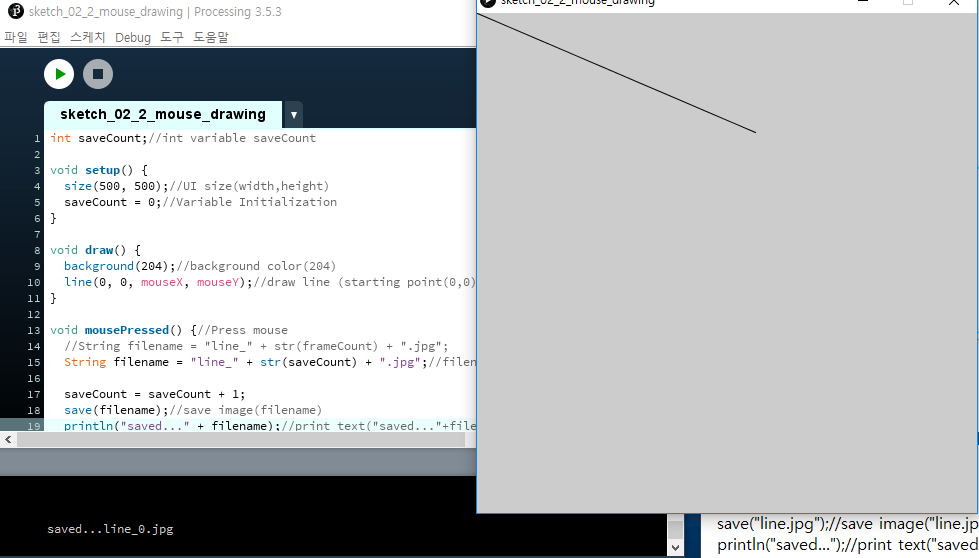 sketch_02_2_mouse_drawing | Processing 3.5.3
파일 편집 스케치 Debug 도구 도움말
sketch_02_2_mouse_drawing
1 int saveCount;//int variable saveCount
2
3 void setup() {
4 size(500, 500);//UI size(width,height)
5 saveCount = 0;//Variable Initialization
6 }
7
8 void draw() {
9 background(204);//background color(204)
10 line(0, 0, mouseX, mouseY);//draw line (starting point(0,0)
11 }
12
13 void mousePressed() {//Press mouse
14 //String filename = "line_" + str(frameCount) + ".jpg";
15 String filename = "line_" + str(saveCount) + ".jpg";//filen
16
17 saveCount = saveCount + 1;
18 save(filename);//save image(filename)
19 println("saved..." + filename);//print text("saved..."+file
saved...line_0.jpg
sketch_02_2_mouse_drawing
save("line.jpg");//save image("line.jp
println("saved...");//print text("saved